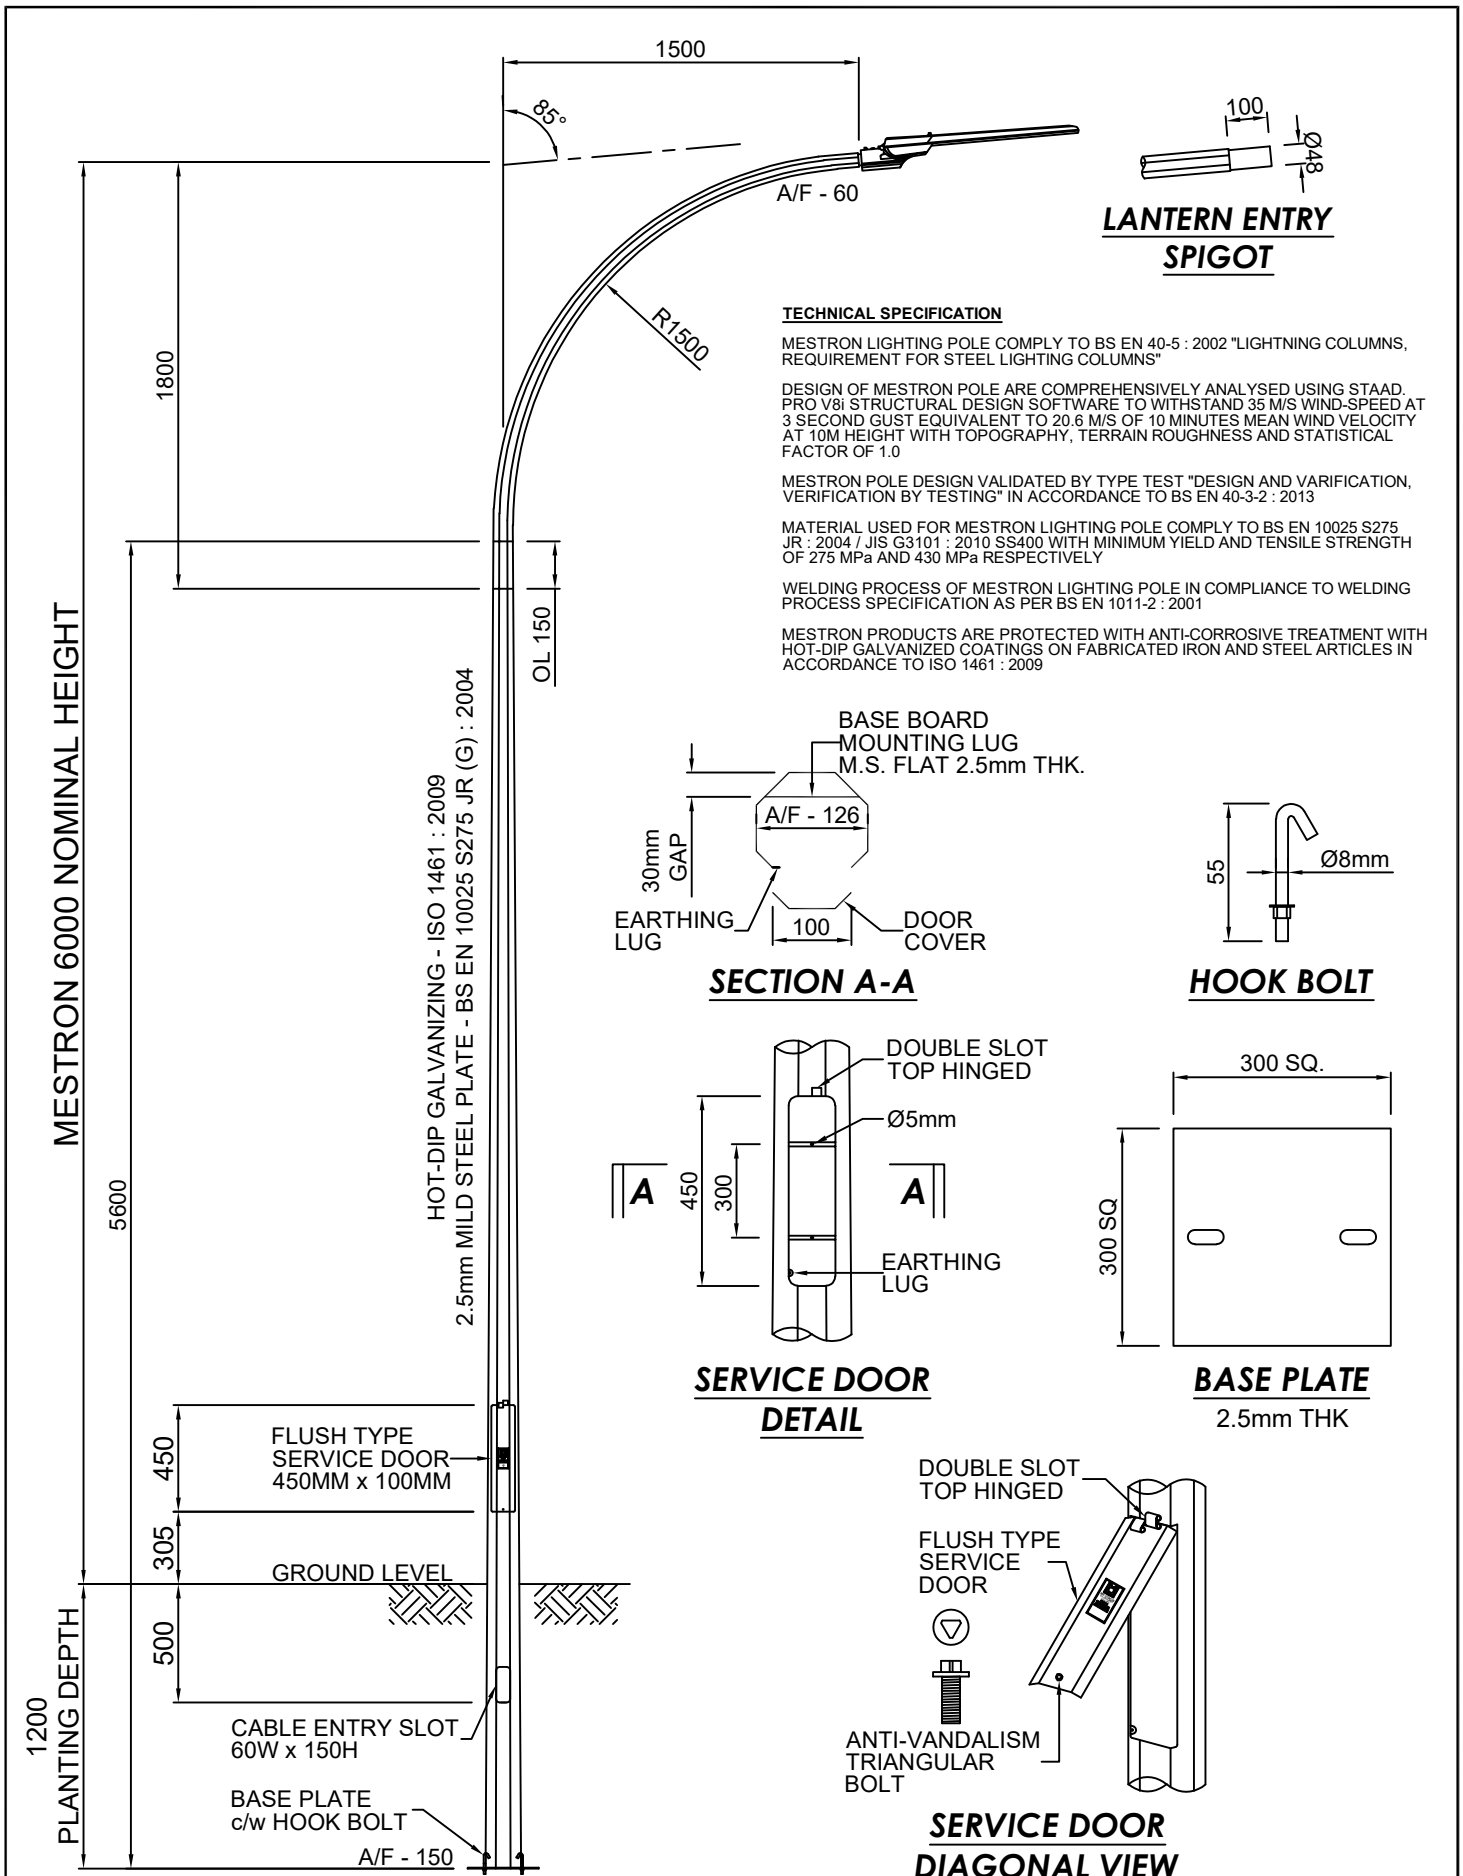 1500
85°
A/F - 60
R1500
1800
OL 150
MESTRON 6000 NOMINAL HEIGHT
5600
HOT-DIP GALVANIZING - ISO 1461 : 2009
2.5mm MILD STEEL PLATE - BS EN 10025 S275 JR (G) : 2004
450
FLUSH TYPE
SERVICE DOOR
450MM x 100MM
305
GROUND LEVEL
500
1200
PLANTING DEPTH
CABLE ENTRY SLOT
60W x 150H
BASE PLATE
c/w HOOK BOLT
A/F - 150
100
Ø48
LANTERN ENTRY
SPIGOT
TECHNICAL SPECIFICATION
MESTRON LIGHTING POLE COMPLY TO BS EN 40-5 : 2002 "LIGHTNING COLUMNS,
REQUIREMENT FOR STEEL LIGHTING COLUMNS"
DESIGN OF MESTRON POLE ARE COMPREHENSIVELY ANALYSED USING STAAD.
PRO V8i STRUCTURAL DESIGN SOFTWARE TO WITHSTAND 35 M/S WIND-SPEED AT
3 SECOND GUST EQUIVALENT TO 20.6 M/S OF 10 MINUTES MEAN WIND VELOCITY
AT 10M HEIGHT WITH TOPOGRAPHY, TERRAIN ROUGHNESS AND STATISTICAL
FACTOR OF 1.0
MESTRON POLE DESIGN VALIDATED BY TYPE TEST "DESIGN AND VARIFICATION,
VERIFICATION BY TESTING" IN ACCORDANCE TO BS EN 40-3-2 : 2013
MATERIAL USED FOR MESTRON LIGHTING POLE COMPLY TO BS EN 10025 S275
JR : 2004 / JIS G3101 : 2010 SS400 WITH MINIMUM YIELD AND TENSILE STRENGTH
OF 275 MPa AND 430 MPa RESPECTIVELY
WELDING PROCESS OF MESTRON LIGHTING POLE IN COMPLIANCE TO WELDING
PROCESS SPECIFICATION AS PER BS EN 1011-2 : 2001
MESTRON PRODUCTS ARE PROTECTED WITH ANTI-CORROSIVE TREATMENT WITH
HOT-DIP GALVANIZED COATINGS ON FABRICATED IRON AND STEEL ARTICLES IN
ACCORDANCE TO ISO 1461 : 2009
BASE BOARD
MOUNTING LUG
M.S. FLAT 2.5mm THK.
A/F - 126
30mm
GAP
EARTHING
LUG
100
DOOR
COVER
SECTION A-A
55
Ø8mm
HOOK BOLT
DOUBLE SLOT
TOP HINGED
Ø5mm
A
450
300
A
EARTHING
LUG
SERVICE DOOR
DETAIL
300 SQ.
300 SQ
BASE PLATE
2.5mm THK
DOUBLE SLOT
TOP HINGED
FLUSH TYPE
SERVICE
DOOR
ANTI-VANDALISM
TRIANGULAR
BOLT
SERVICE DOOR
DIAGONAL VIEW